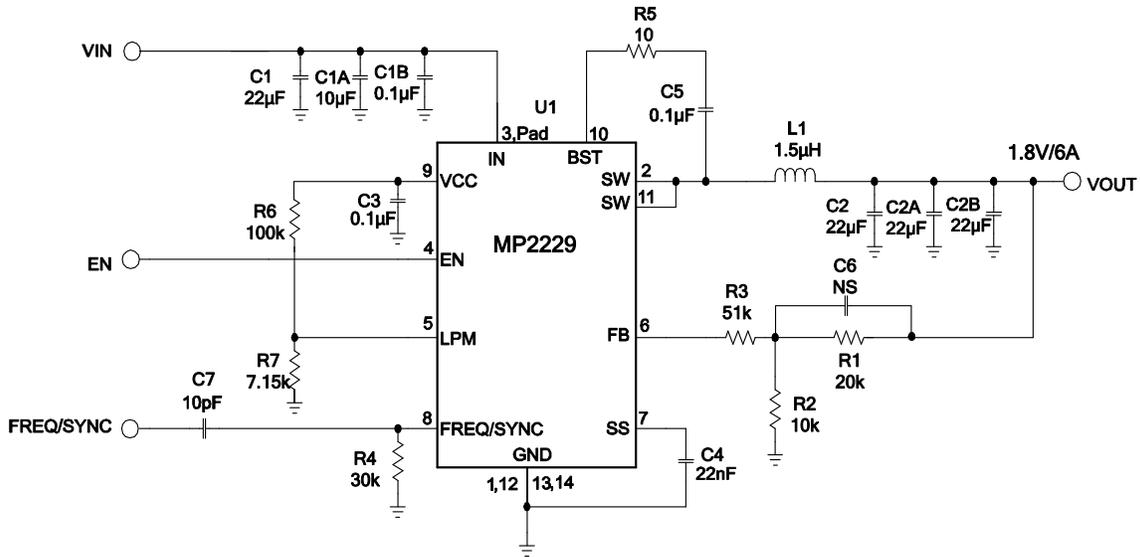 R5
10
VIN
C1
22µF
C1A
10µF
C1B
0.1µF
C5
0.1µF
U1
3,Pad
10
IN
BST
L1
1.5µH
1.8V/6A
VOUT
9
VCC
SW
2
SW
11
C3
0.1µF
R6
100k
C2
22µF
C2A
22µF
C2B
22µF
MP2229
EN
4
EN
C6
NS
R3
51k
5
LPM
FB
6
R1
20k
R7
7.15k
C7
10pF
R2
10k
FREQ/SYNC
8
FREQ/SYNC
SS
7
GND
R4
30k
C4
22nF
1,12
13,14